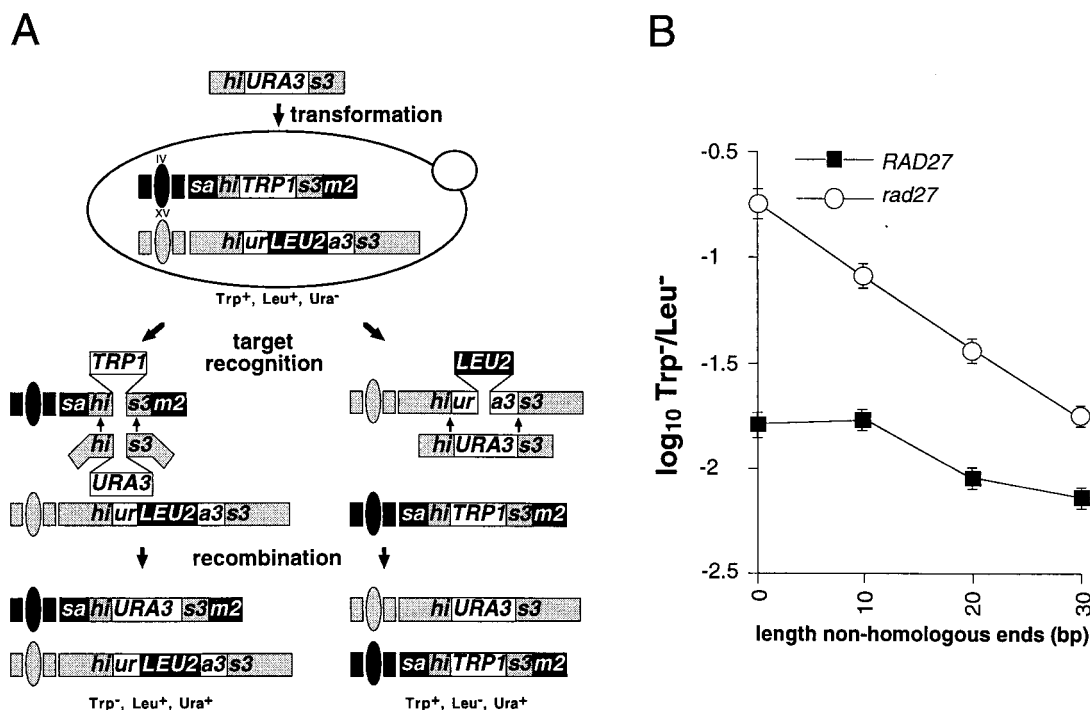 A
hi URA3 s3
transformation
IV
sa hi TRP1 s3 m2
XV
hi ur LEU2 a3 s3
Trp+, Leu+, Ura-
target
recognition
TRP1
sa hi s3 m2
hi s3
URA3
hi ur LEU2 a3 s3
LEU2
hi ur a3 s3
hi URA3 s3
sa hi TRP1 s3 m2
recombination
sa hi URA3 s3 m2
hi ur LEU2 a3 s3
Trp-, Leu+, Ura+
hi URA3 s3
sa hi TRP1 s3 m2
Trp+, Leu-, Ura+
B
RAD27
rad27
log10 Trp-/Leu-
-0.5
-1
-1.5
-2
-2.5
0 10 20 30
length non-homologous ends (bp)